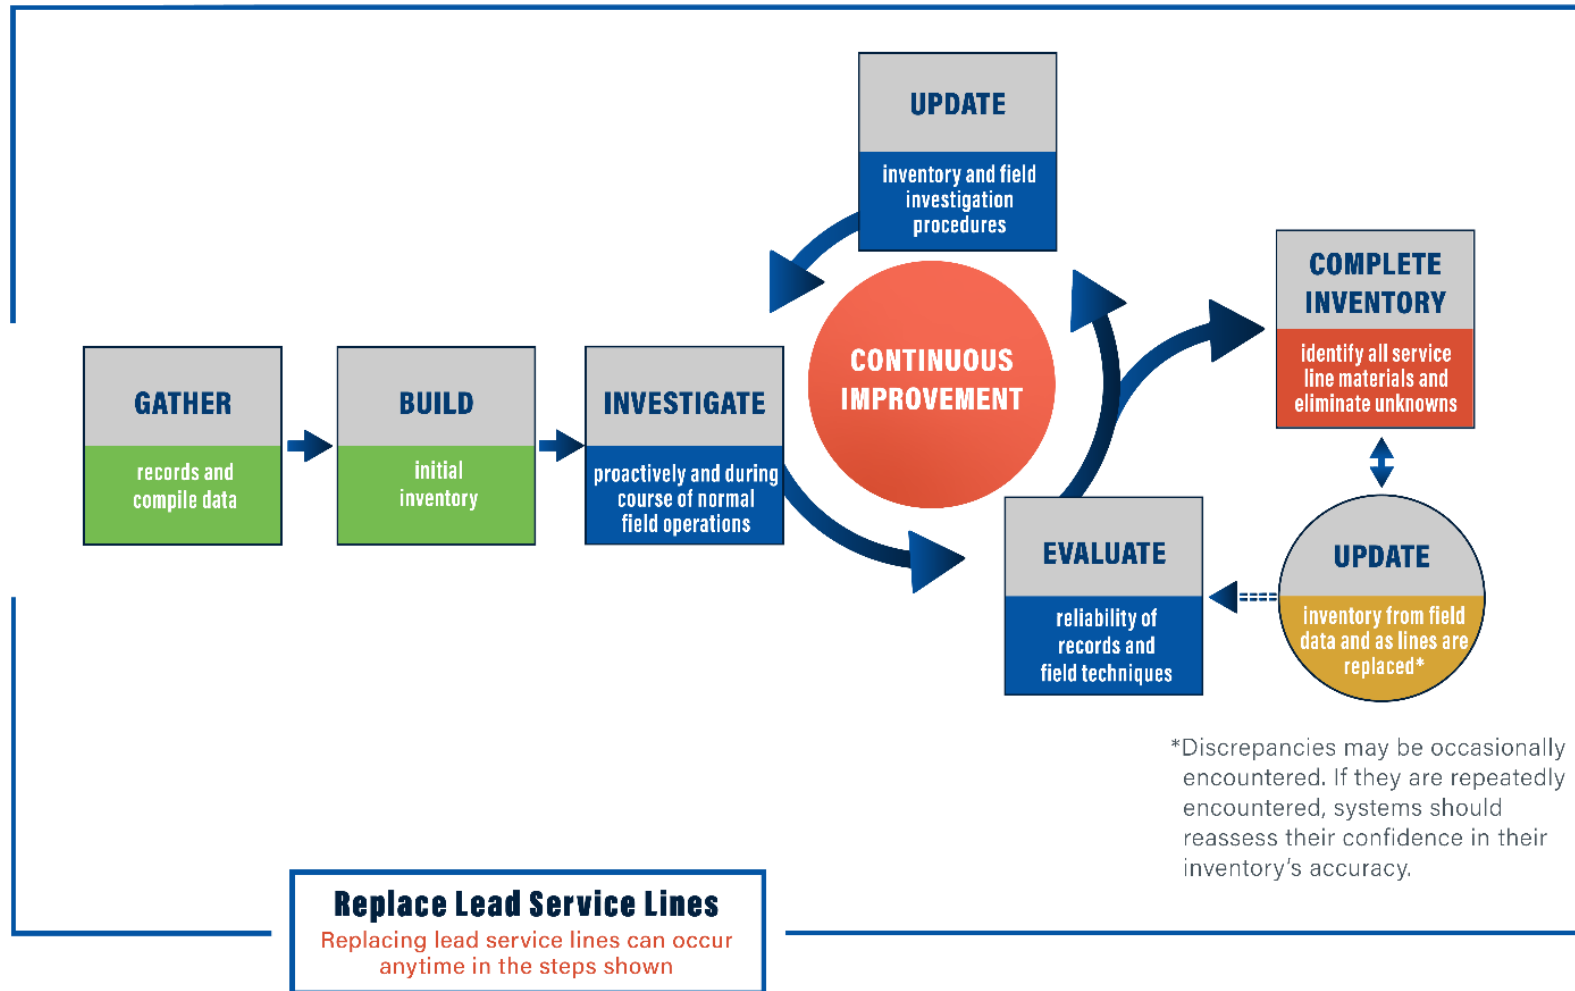 UPDATE
inventory and field
investigation
procedures
GATHER
records and
compile data
BUILD
initial
inventory
INVESTIGATE
proactively and during
course of normal
field operations
CONTINUOUS
IMPROVEMENT
COMPLETE
INVENTORY
identify all service
line materials and
eliminate unknowns
EVALUATE
reliability of
records and
field techniques
UPDATE
inventory from field
data and as lines are
replaced*
*Discrepancies may be occasionally
encountered. If they are repeatedly
encountered, systems should
reassess their confidence in their
inventory's accuracy.
Replace Lead Service Lines
Replacing lead service lines can occur
anytime in the steps shown